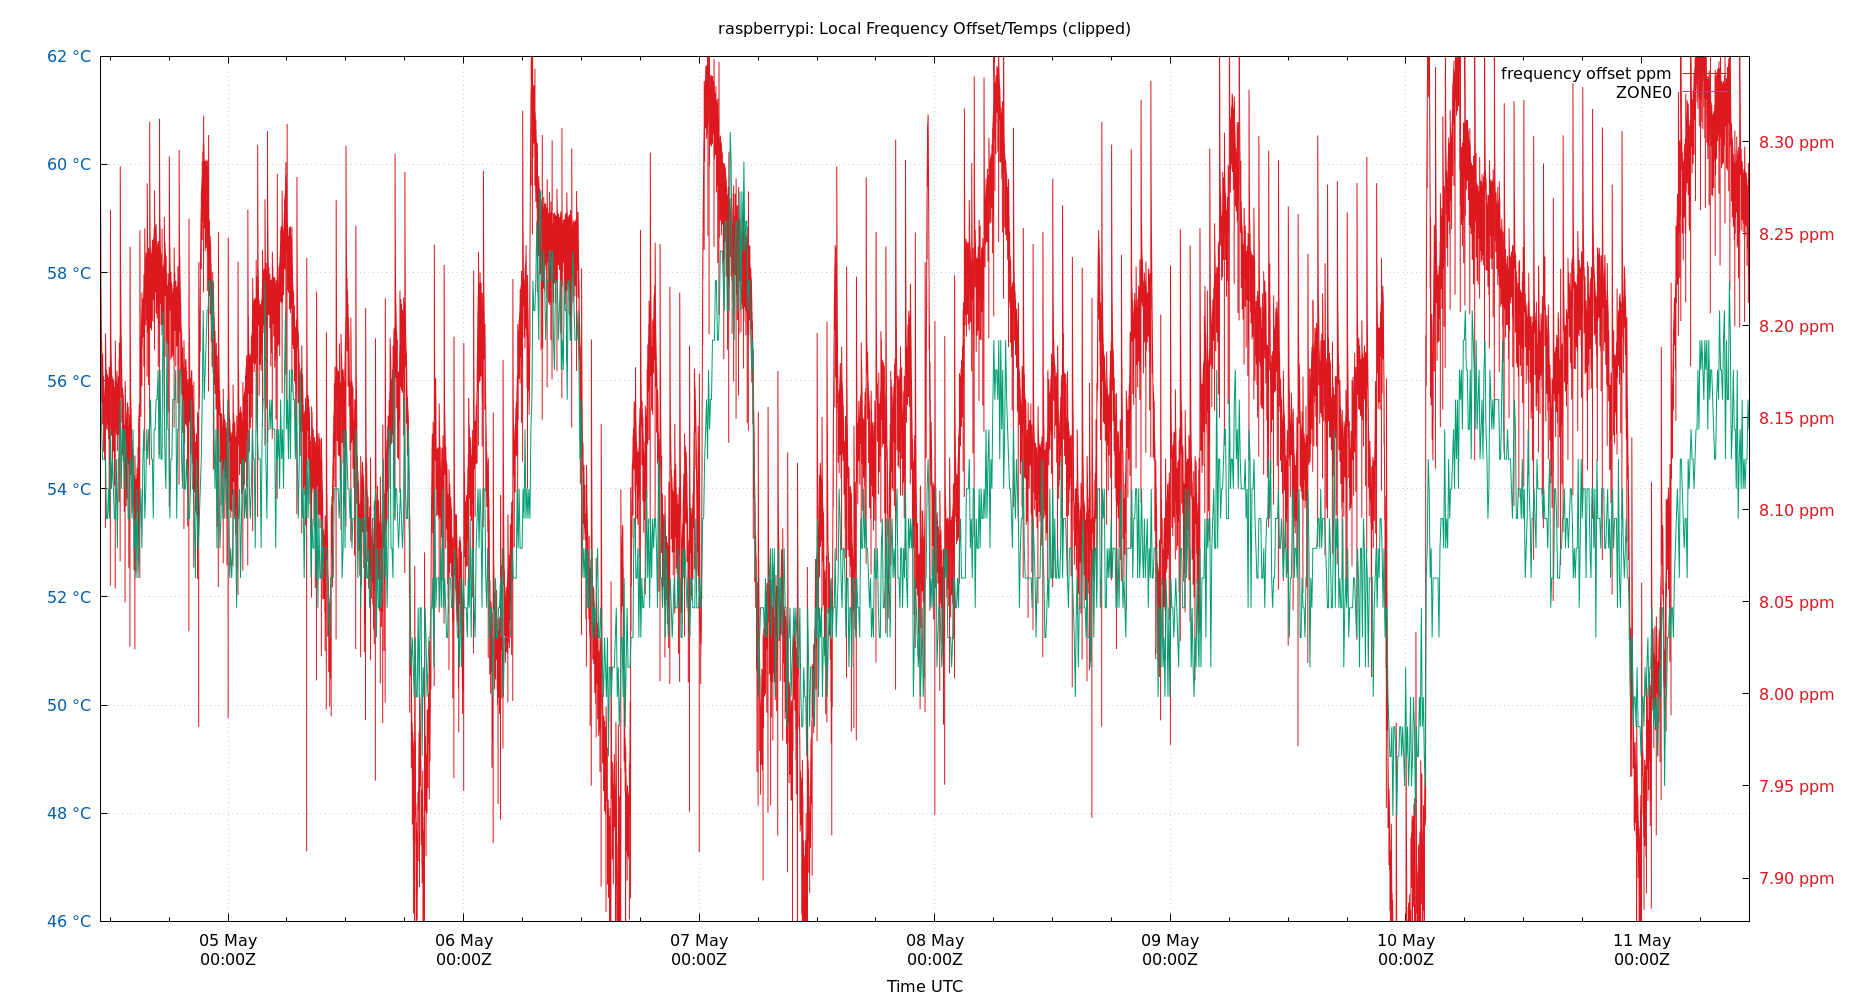 raspberrypi: Local Frequency Offset/Temps (clipped)
62 °C
60 °C
58 °C
56 °C
54 °C
52 °C
50 °C
48 °C
46 °C
frequency offset ppm
ZONE0
8.30 ppm
8.25 ppm
8.20 ppm
8.15 ppm
8.10 ppm
8.05 ppm
8.00 ppm
7.95 ppm
7.90 ppm
05 May 06 May 07 May 08 May 09 May 10 May 11 May
00:00Z 00:00Z 00:00Z 00:00Z 00:00Z 00:00Z 00:00Z
Time UTC